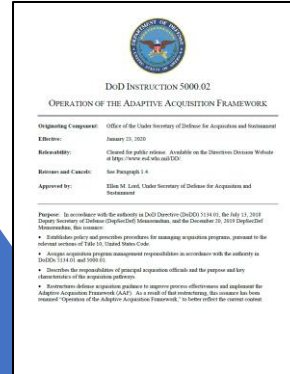 DOD INSTRUCTION 5000.02
OPERATION OF THE ADAPTIVE ACQUISITION FRAMEWORK
Originating Component: Office of the Under Secretary of Defense for Acquisition and Sustainment
Effective: January 23, 2020
Releasability: Cleared for public release. Available on the Directives Division Website
at https://www.esd.whs.mil/DD/.
Reissues and Cancels: See Paragraph 1.4.
Approved by: Ellen M. Lord, Under Secretary of Defense for Acquisition and
Sustainment
Purpose: In accordance with the authority in DoD Directive (DoDD) 5134.01, the July 13, 2018
Deputy Secretary of Defense (DepSecDef) Memorandum, and the December 20, 2019 DepSecDef
Memorandum, this issuance:
• Establishes policy and prescribes procedures for managing acquisition programs, pursuant to the
relevant sections of Title 10, United States Code.
• Assigns acquisition program management responsibilities in accordance with the authority in
DoDDs 5134.01 and 5000.01.
• Describes the responsibilities of principal acquisition officials and the purpose and key
characteristics of the acquisition pathways.
• Restructures defense acquisition guidance to improve process effectiveness and implement the
Adaptive Acquisition Framework (AAF). As a result of that restructuring, this issuance has been
renamed “Operation of the Adaptive Acquisition Framework,” to better reflect the current content